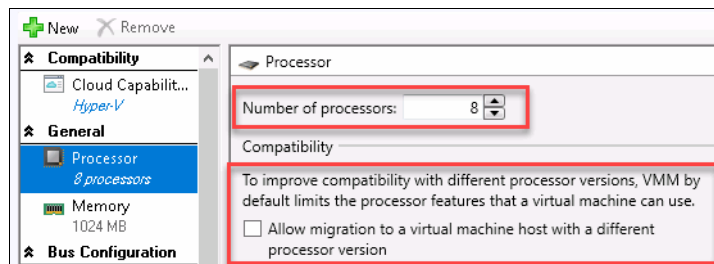 New Remove
Compatibility
Cloud Capabilit...
Hyper-V
General
Processor
8 processors
Memory
1024 MB
Bus Configuration
Processor
Number of processors: 8
Compatibility
To improve compatibility with different processor versions, VMM by
default limits the processor features that a virtual machine can use.
Allow migration to a virtual machine host with a different
processor version